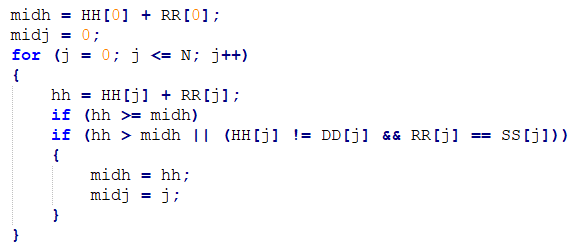 midh = HH[0] + RR[0];
midj = 0;
for (j = 0; j <= N; j++)
{
hh = HH[j] + RR[j];
if (hh >= midh)
if (hh > midh || (HH[j] != DD[j] && RR[j] == SS[j]))
{
midh = hh;
midj = j;
}
}